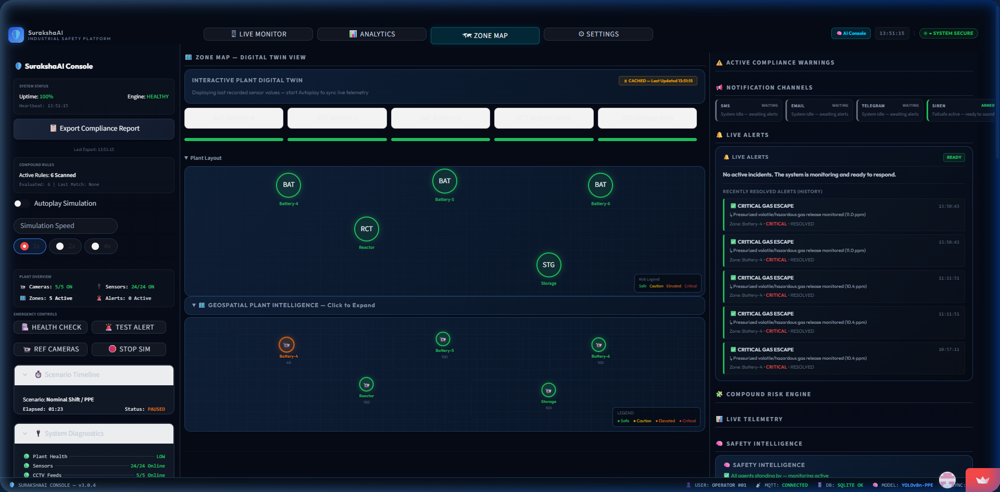 SurakshaAI
INDUSTRIAL SAFETY PLATFORM
LIVE MONITOR
ANALYTICS
ZONE MAP
SETTINGS
AI Console
13:51:15
SYSTEM SECURE
SurakshaAI Console
SYSTEM STATUS
Uptime: 100% Engine: HEALTHY
Heartbeat: 13:51:15
Export Compliance Report
Last Export: 13:51:15
COMPOUND RULES
Active Rules: 6 Scanned
Evaluated: 6 | Last Match: None
Autoplay Simulation
Simulation Speed
1x 2x 4x
PLANT OVERVIEW
Cameras: 5/5 ON Sensors: 24/24 ON
Zones: 5 Active Alerts: 0 Active
EMERGENCY CONTROLS
HEALTH CHECK TEST ALERT
REF CAMERAS STOP SIM
Scenario Timeline
Scenario: Nominal Shift / PPE
Elapsed: 01:23 Status: PAUSED
System Diagnostics
Plant Health LOW
Sensors 24/24 Online
CCTV Feeds 5/5 Online
ZONE MAP — DIGITAL TWIN VIEW
INTERACTIVE PLANT DIGITAL TWIN
CACHED — Last Updated 13:51:15
Displaying last recorded sensor values — start Autoplay to sync live telemetry
BAT Battery-4 BAT Battery-5 BAT Battery-6 RCT Reactor Block STG Storage Area
Plant Layout
BAT BAT BAT
Battery-4 Battery-5 Battery-6
RCT
Reactor
STG
Storage
Risk Legend
Safe Caution Elevated Critical
GEOSPATIAL PLANT INTELLIGENCE — Click to Expand
Battery-4 Battery-5 Battery-6
40 100 100
Reactor Storage
100 100
LEGEND
Safe Caution Elevated Critical
ACTIVE COMPLIANCE WARNINGS
NOTIFICATION CHANNELS
SMS WAITING EMAIL WAITING TELEGRAM WAITING SIREN ARMED
System idle — awaiting alerts System idle — awaiting alerts System idle — awaiting alerts Failsafe active — ready to sound
LIVE ALERTS
LIVE ALERTS READY
No active incidents. The system is monitoring and ready to respond.
RECENTLY RESOLVED ALERTS (HISTORY)
CRITICAL GAS ESCAPE 13:50:43
↳ Pressurized volatile/hazardous gas release monitored (11.0 ppm)
Zone: Battery-4 • CRITICAL • RESOLVED
CRITICAL GAS ESCAPE 13:50:43
↳ Pressurized volatile/hazardous gas release monitored (11.0 ppm)
Zone: Battery-4 • CRITICAL • RESOLVED
CRITICAL GAS ESCAPE 11:11:51
↳ Pressurized volatile/hazardous gas release monitored (10.4 ppm)
Zone: Battery-4 • CRITICAL • RESOLVED
CRITICAL GAS ESCAPE 11:11:51
↳ Pressurized volatile/hazardous gas release monitored (10.4 ppm)
Zone: Battery-4 • CRITICAL • RESOLVED
CRITICAL GAS ESCAPE 10:57:11
↳ Pressurized volatile/hazardous gas release monitored (10.4 ppm)
Zone: Battery-4 • CRITICAL • RESOLVED
COMPOUND RISK ENGINE
LIVE TELEMETRY
SAFETY INTELLIGENCE
SAFETY INTELLIGENCE
All agents standing by — monitoring active
SURAKSHAAI CONSOLE — v3.0.4
USER: OPERATOR #01 MQTT: CONNECTED DB: SQLITE OK MODEL: YOLOv8n-PPE